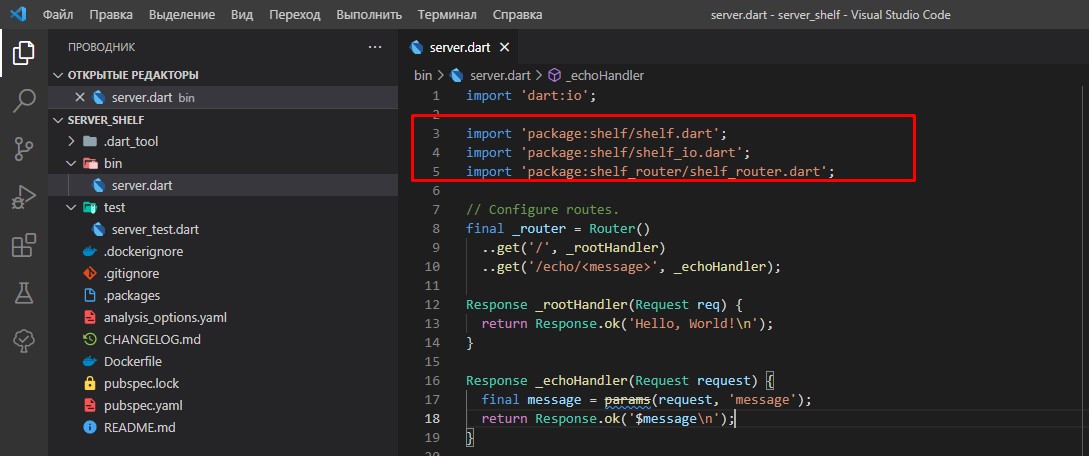 Файл Правка Выделение Вид Переход Выполнить Терминал Справка server.dart - server_shelf - Visual Studio Code
ПРОВОДНИК ...
ОТКРЫТЫЕ РЕДАКТОРЫ
server.dart bin
SERVER_SHELF
.dart_tool
bin
server.dart
test
server_test.dart
.dockerignore
.gitignore
.packages
analysis_options.yaml
CHANGELOG.md
Dockerfile
pubspec.lock
pubspec.yaml
README.md
server.dart
bin > server.dart > _echoHandler
1 import 'dart:io';
2
3 import 'package:shelf/shelf.dart';
4 import 'package:shelf/shelf_io.dart';
5 import 'package:shelf_router/shelf_router.dart';
6
7 // Configure routes.
8 final _router = Router()
9 ..get('/', _rootHandler)
10 ..get('/echo/<message>', _echoHandler);
11
12 Response _rootHandler(Request req) {
13 return Response.ok('Hello, World!\n');
14 }
15
16 Response _echoHandler(Request request) {
17 final message = params(request, 'message');
18 return Response.ok('$message\n');
19 }
20